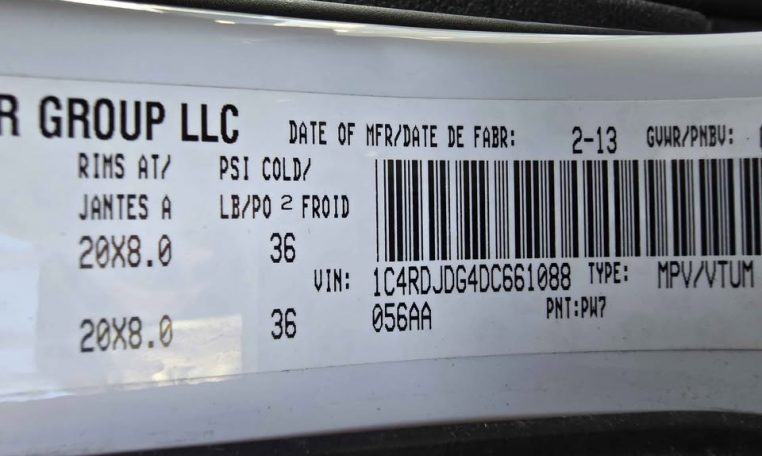 R GROUP LLC
DATE OF MFR/DATE DE FABR: 2-13 GVWR/PNBV:
RIMS AT/ PSI COLD/
JANTES A LB/PO 2 FROID
20X8.0 36
VIN: 1C4RDJDG4DC661088 TYPE: MPV/VTUM
20X8.0 36 056AA PNT:PW7